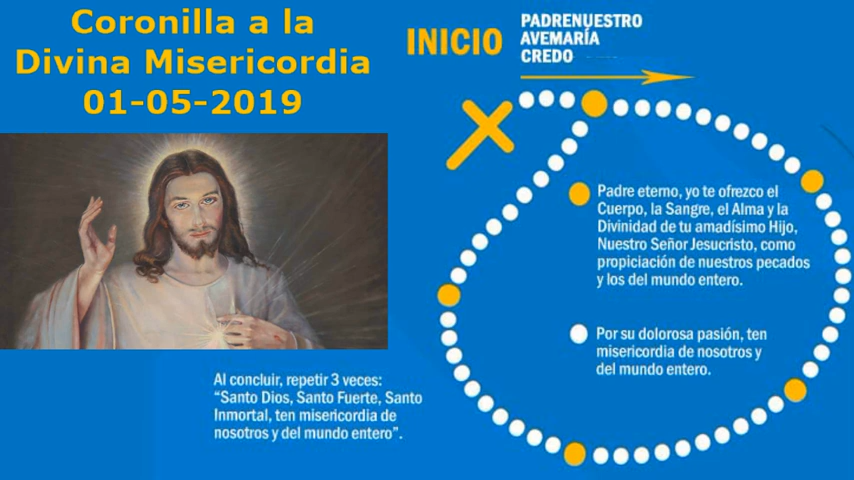 Coronilla a la
Divina Misericordia
01-05-2019
INICIO
PADRENUESTRO
AVEMARÍA
CREDO
Padre eterno, yo te ofrezco el
Cuerpo, la Sangre, el Alma y la
Divinidad de tu amadísimo Hijo,
Nuestro Señor Jesucristo, como
propiciación de nuestros pecados
y los del mundo entero.
Por su dolorosa pasión, ten
misericordia de nosotros y
del mundo entero.
Al concluir, repetir 3 veces:
“Santo Dios, Santo Fuerte, Santo
Inmortal, ten misericordia de
nosotros y del mundo entero”.